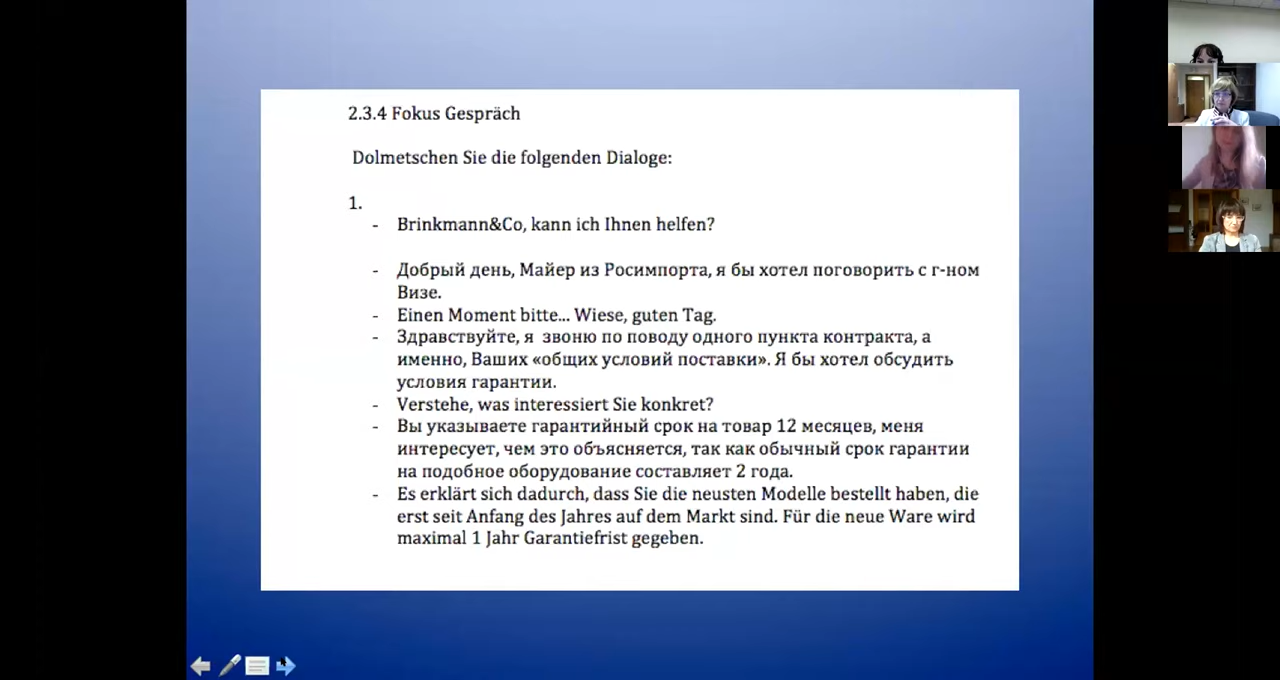 2.3.4 Fokus Gespräch
Dolmetschen Sie die folgenden Dialoge:
1.
- Brinkmann&Co, kann ich Ihnen helfen?
- Добрый день, Майер из Росимпорта, я бы хотел поговорить с г-ном
Визе.
- Einen Moment bitte... Wiese, guten Tag.
- Здравствуйте, я звоню по поводу одного пункта контракта, а
именно, Ваших «общих условий поставки». Я бы хотел обсудить
условия гарантии.
- Verstehe, was interessiert Sie konkret?
- Вы указываете гарантийный срок на товар 12 месяцев, меня
интересует, чем это объясняется, так как обычный срок гарантии
на подобное оборудование составляет 2 года.
- Es erklärt sich dadurch, dass Sie die neusten Modelle bestellt haben, die
erst seit Anfang des Jahres auf dem Markt sind. Für die neue Ware wird
maximal 1 Jahr Garantiefrist gegeben.